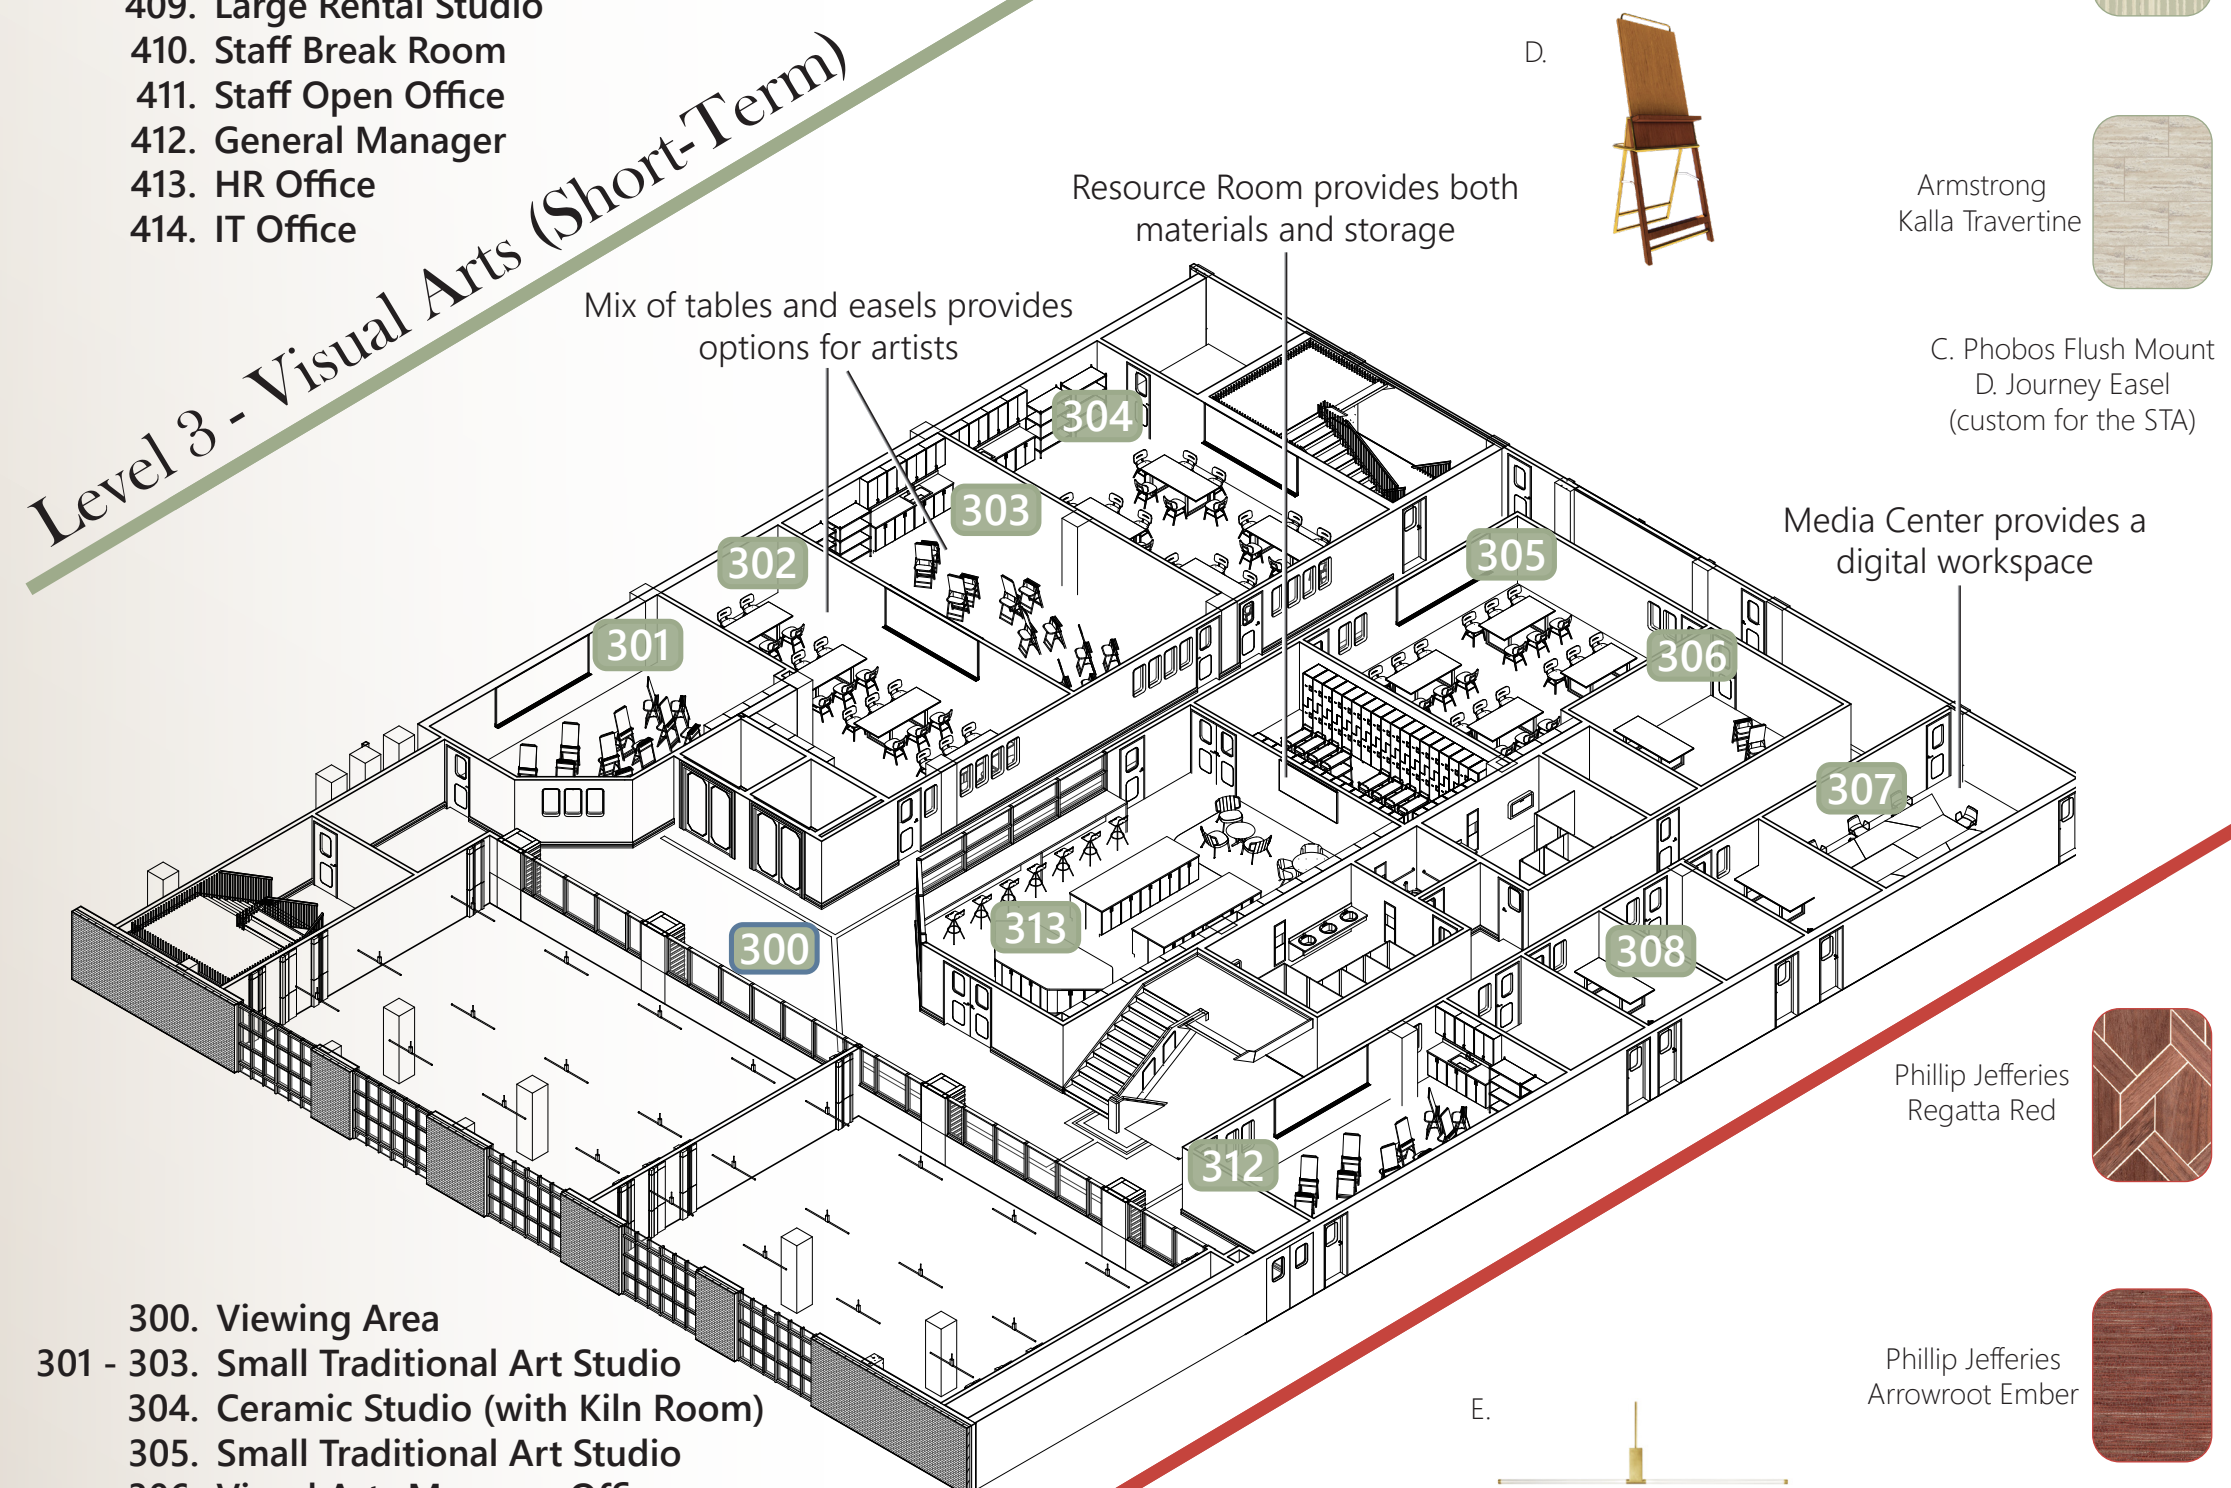 409. Large Rental Studio
410. Staff Break Room
411. Staff Open Office
412. General Manager
413. HR Office
414. IT Office
Level 3 - Visual Arts (Short-Term)
D.
Resource Room provides both
materials and storage
Armstrong
Kalla Travertine
Mix of tables and easels provides
options for artists
C. Phobos Flush Mount
D. Journey Easel
(custom for the STA)
Media Center provides a
digital workspace
304
303
302
301
305
306
307
300
313
308
312
Phillip Jefferies
Regatta Red
Phillip Jefferies
Arrowroot Ember
E.
300. Viewing Area
301 - 303. Small Traditional Art Studio
304. Ceramic Studio (with Kiln Room)
305. Small Traditional Art Studio
306. Visual Arts Manager Office